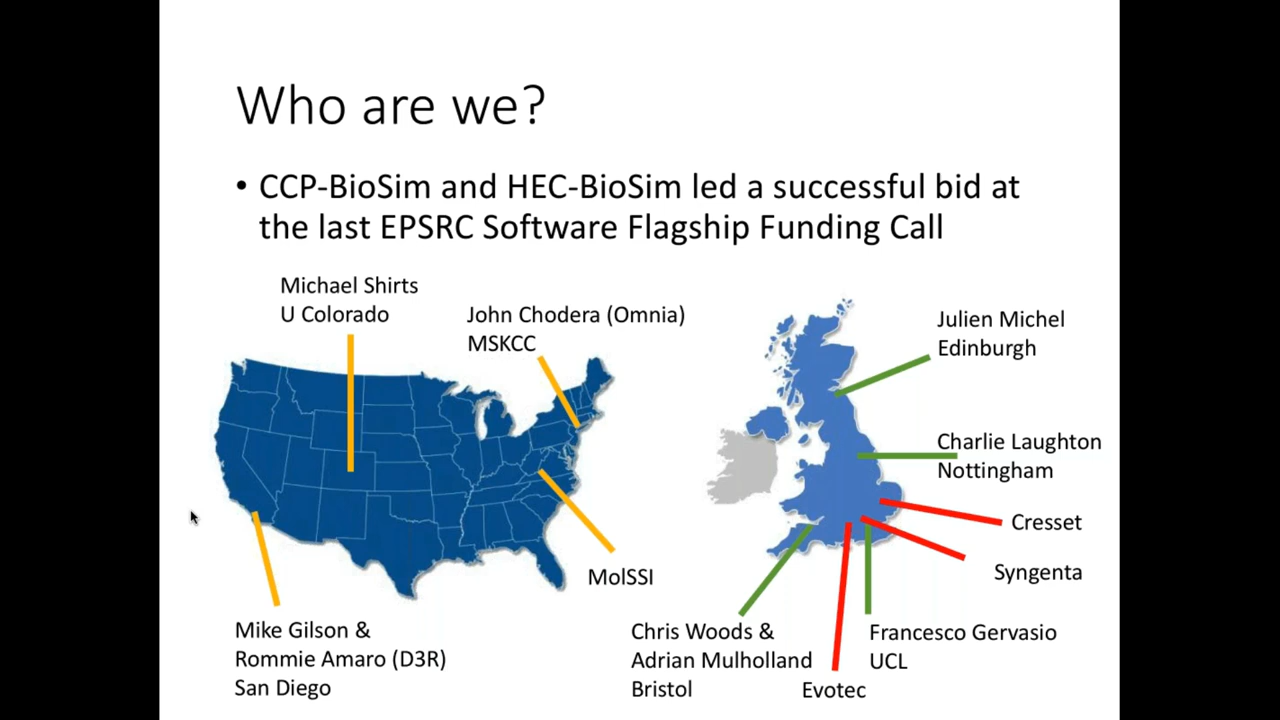 Who are we?
• CCP-BioSim and HEC-BioSim led a successful bid at
the last EPSRC Software Flagship Funding Call
Michael Shirts
U Colorado
John Chodera (Omnia)
MSKCC
Julien Michel
Edinburgh
Charlie Laughton
Nottingham
Cresset
Syngenta
MolSSI
Mike Gilson &
Rommie Amaro (D3R)
San Diego
Chris Woods &
Adrian Mulholland
Bristol
Francesco Gervasio
UCL
Evotec